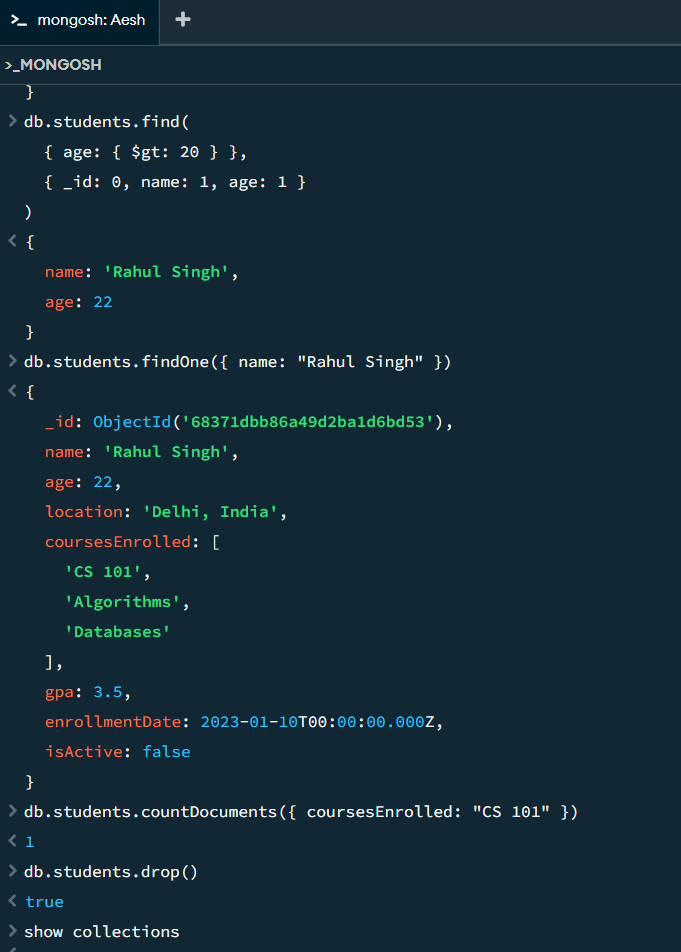 >_ mongosh: Aesh +
>_MONGOSH
}
> db.students.find(
{ age: { $gt: 20 } },
{ _id: 0, name: 1, age: 1 }
)
< {
name: 'Rahul Singh',
age: 22
}
> db.students.findOne({ name: "Rahul Singh" })
< {
_id: ObjectId('68371dbb86a49d2ba1d6bd53'),
name: 'Rahul Singh',
age: 22,
location: 'Delhi, India',
coursesEnrolled: [
'CS 101',
'Algorithms',
'Databases'
],
gpa: 3.5,
enrollmentDate: 2023-01-10T00:00:00.000Z,
isActive: false
}
> db.students.countDocuments({ coursesEnrolled: "CS 101" })
< 1
> db.students.drop()
< true
> show collections